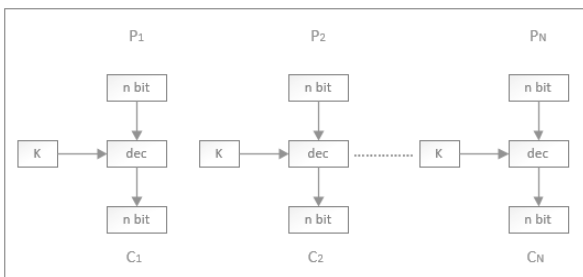 P1 P2 PN
n bit n bit n bit
K dec K dec K dec
n bit n bit n bit
C1 C2 CN